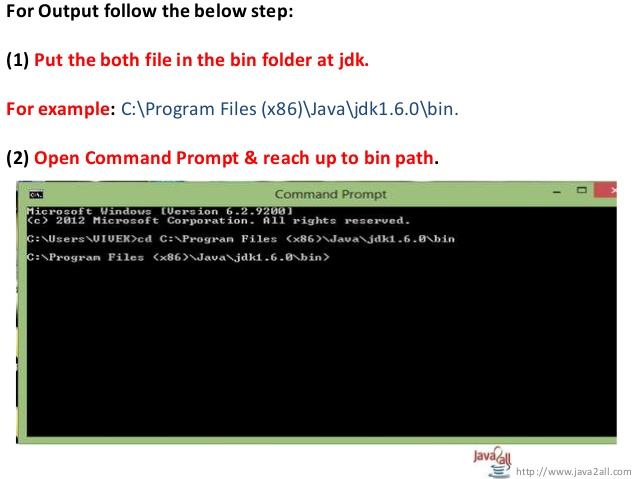 For Output follow the below step:
(1) Put the both file in the bin folder at jdk.
For example: C:\Program Files (x86)\Java\jdk1.6.0\bin.
(2) Open Command Prompt & reach up to bin path.
Command Prompt
Microsoft Windows [Version 6.2.9200]
(c) 2012 Microsoft Corporation. All rights reserved.
C:\Users\VIVEK>cd C:\Program Files (x86)\Java\jdk1.6.0\bin
C:\Program Files (x86)\Java\jdk1.6.0\bin>
Java2all
http://www.java2all.com